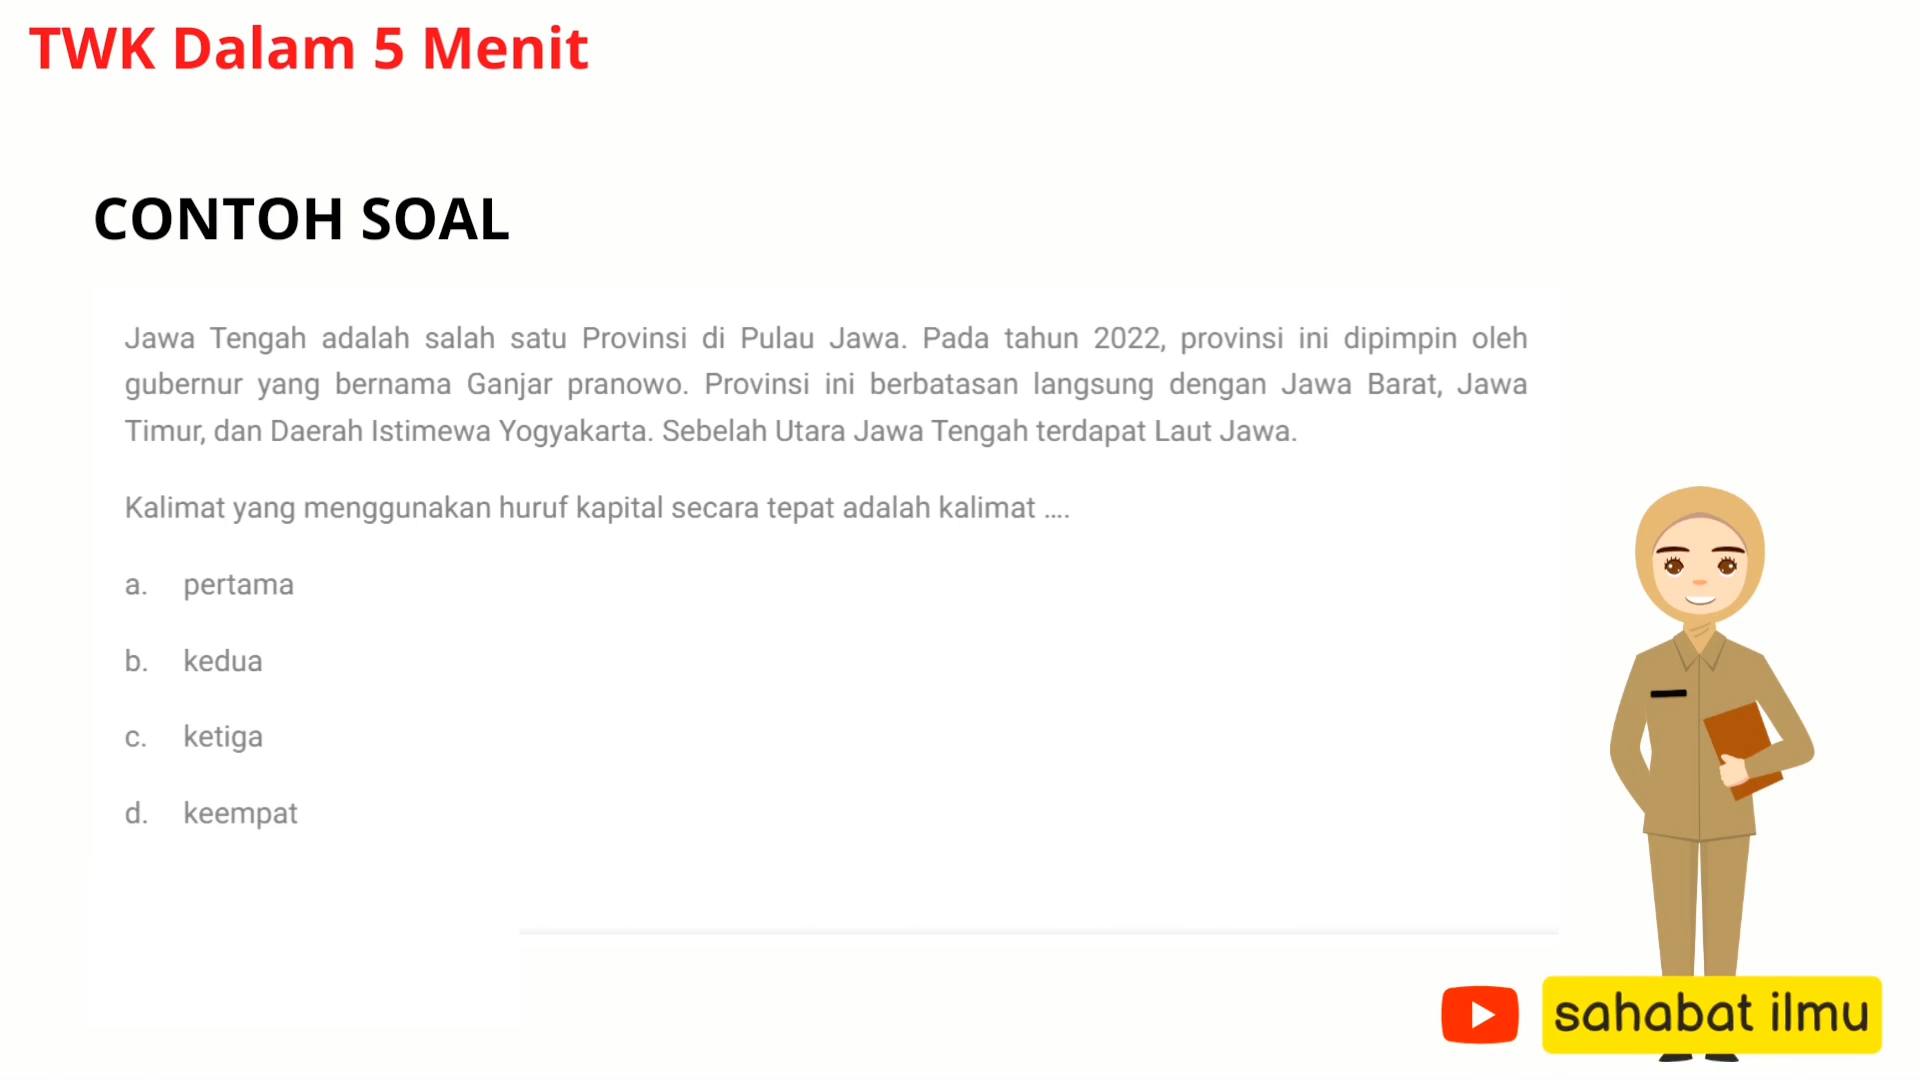 TWK Dalam 5 Menit
CONTOH SOAL
Jawa Tengah adalah salah satu Provinsi di Pulau Jawa. Pada tahun 2022, provinsi ini dipimpin oleh
gubernur yang bernama Ganjar pranowo. Provinsi ini berbatasan langsung dengan Jawa Barat, Jawa
Timur, dan Daerah Istimewa Yogyakarta. Sebelah Utara Jawa Tengah terdapat Laut Jawa.
Kalimat yang menggunakan huruf kapital secara tepat adalah kalimat ....
a. pertama
b. kedua
c. ketiga
d. keempat
sahabat ilmu